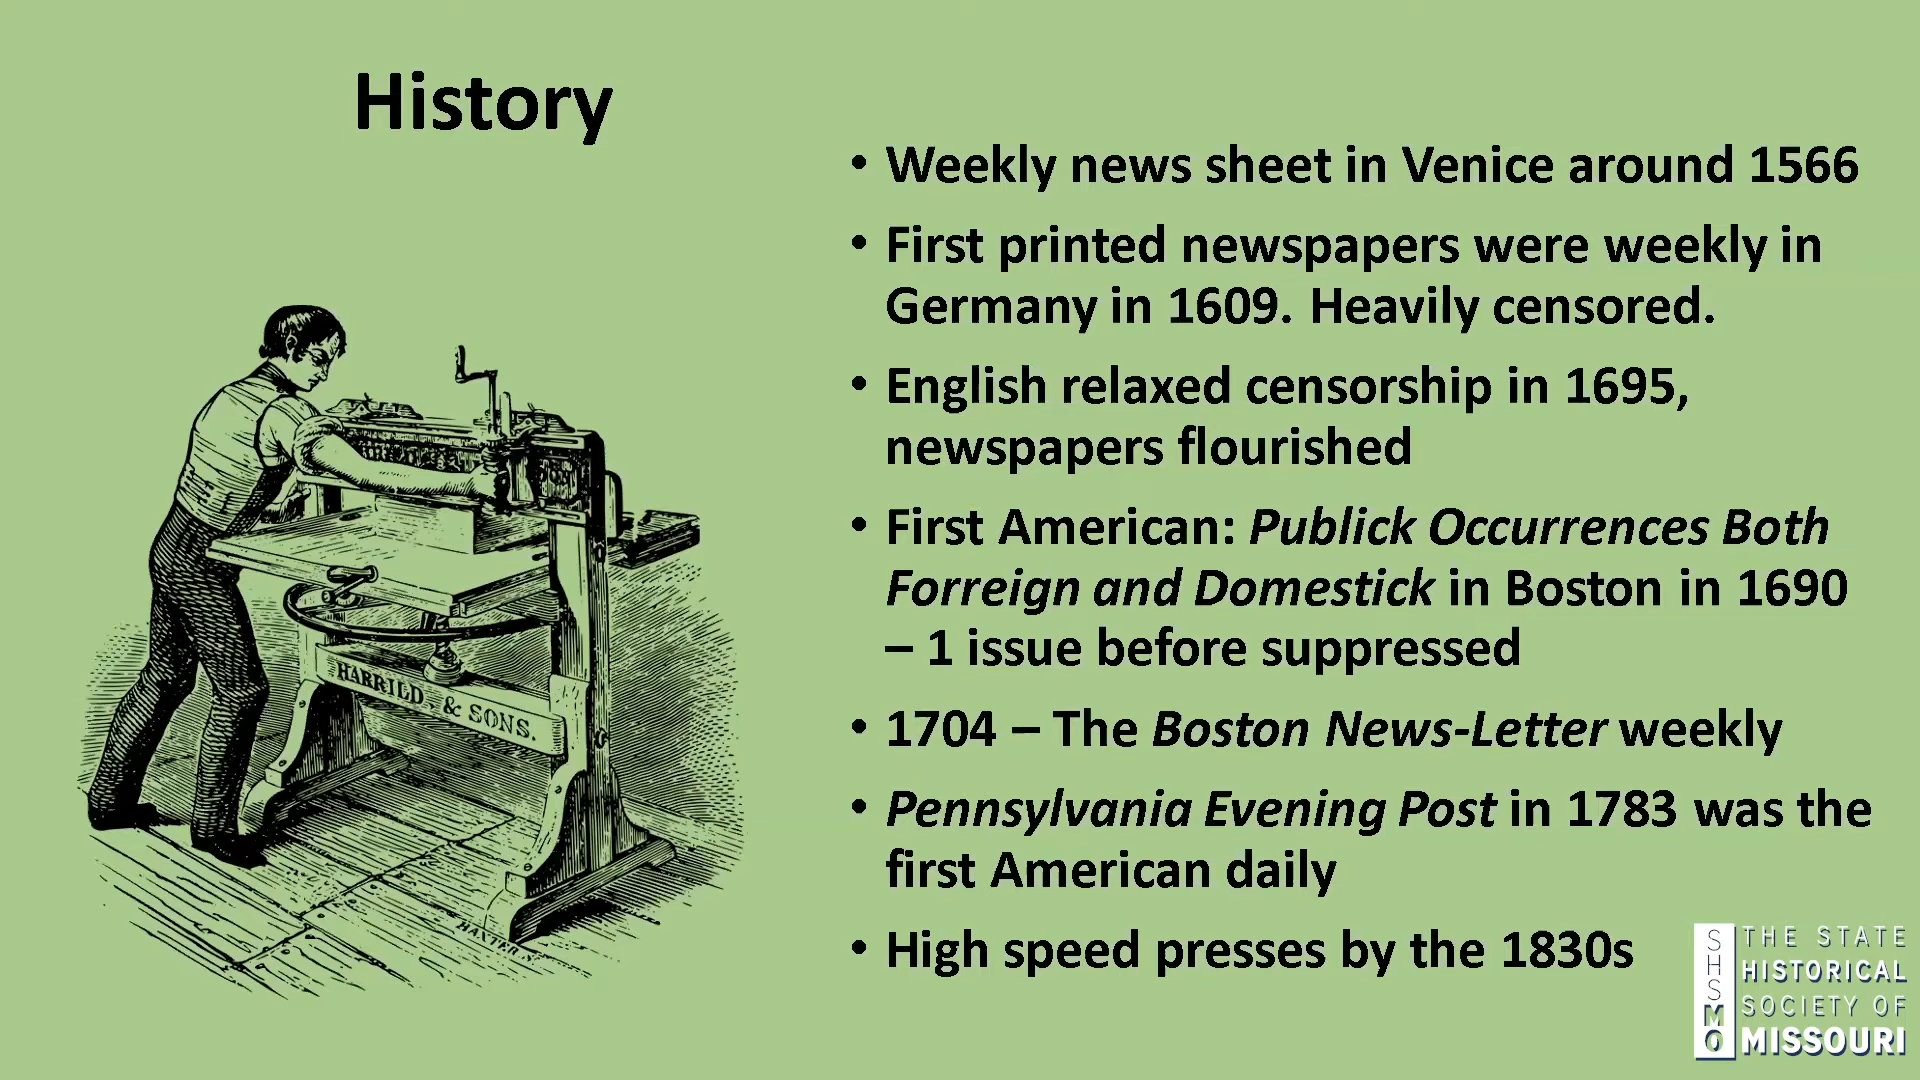 History
• Weekly news sheet in Venice around 1566
• First printed newspapers were weekly in
Germany in 1609. Heavily censored.
• English relaxed censorship in 1695,
newspapers flourished
• First American: Publick Occurrences Both
Forreign and Domestick in Boston in 1690
– 1 issue before suppressed
• 1704 – The Boston News-Letter weekly
• Pennsylvania Evening Post in 1783 was the
first American daily
• High speed presses by the 1830s
HARRILD & SONS.
BAXTER
SHSMO
THE STATE
HISTORICAL
SOCIETY OF
MISSOURI